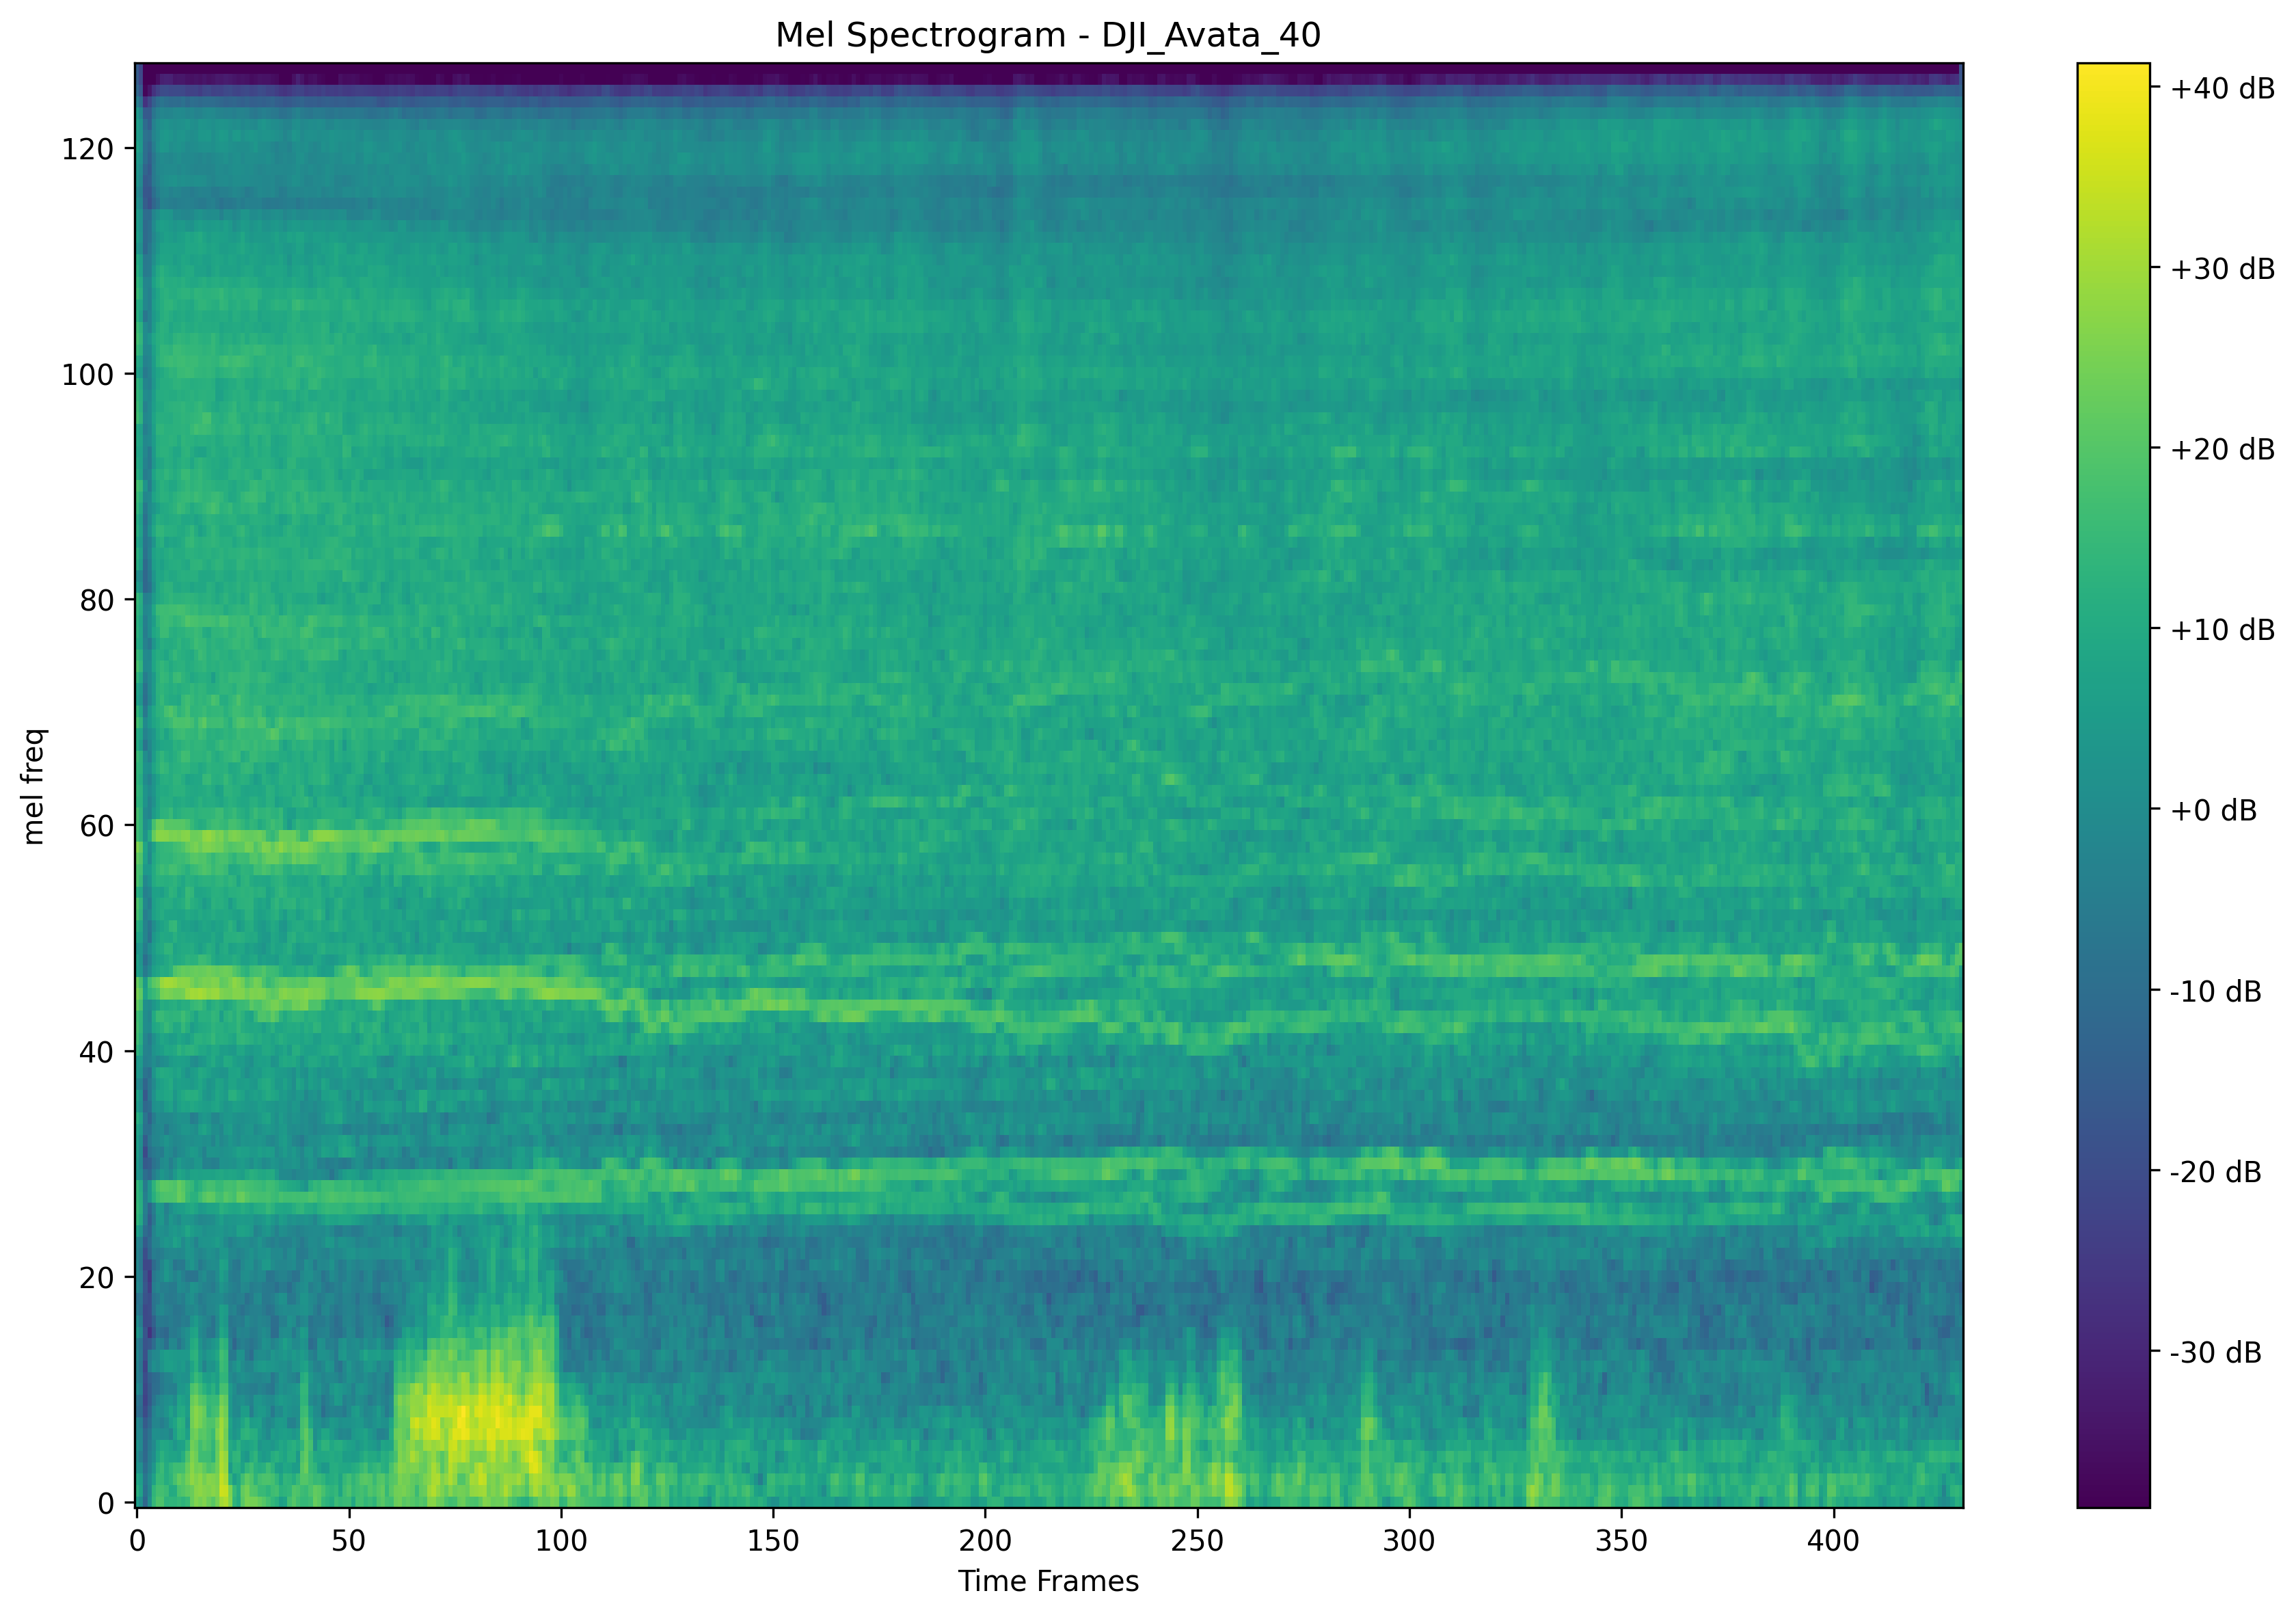 Mel Spectrogram - DJI_Avata_40
mel freq
120
100
80
60
40
20
0
0 50 100 150 200 250 300 350 400
Time Frames
+40 dB
+30 dB
+20 dB
+10 dB
+0 dB
-10 dB
-20 dB
-30 dB